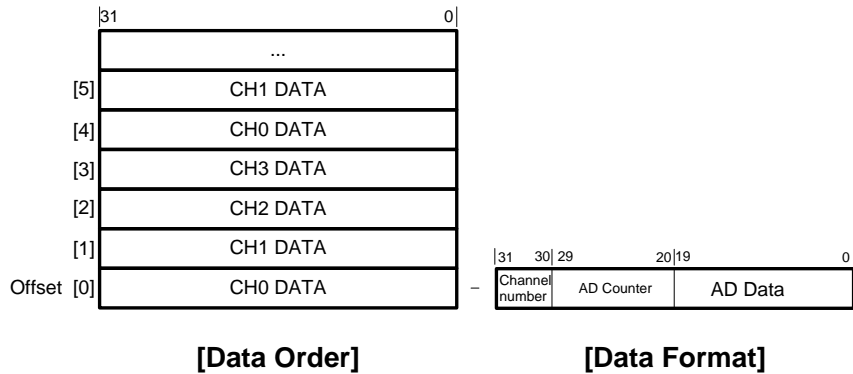 31 0
...
[5] CH1 DATA
[4] CH0 DATA
[3] CH3 DATA
[2] CH2 DATA
[1] CH1 DATA
Offset [0] CH0 DATA
31 30 29 20 19 0
Channel
number
AD Counter
AD Data
[Data Order]
[Data Format]